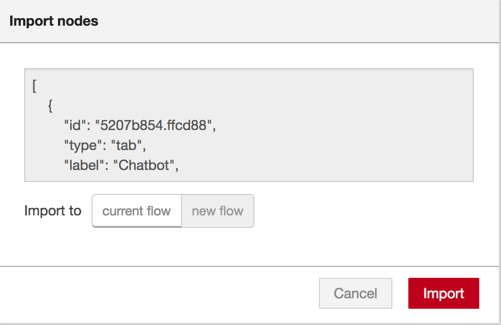 Import nodes
[
{
"id": "5207b854.ffcd88",
"type": "tab",
"label": "Chatbot",
Import to current flow new flow
Cancel Import